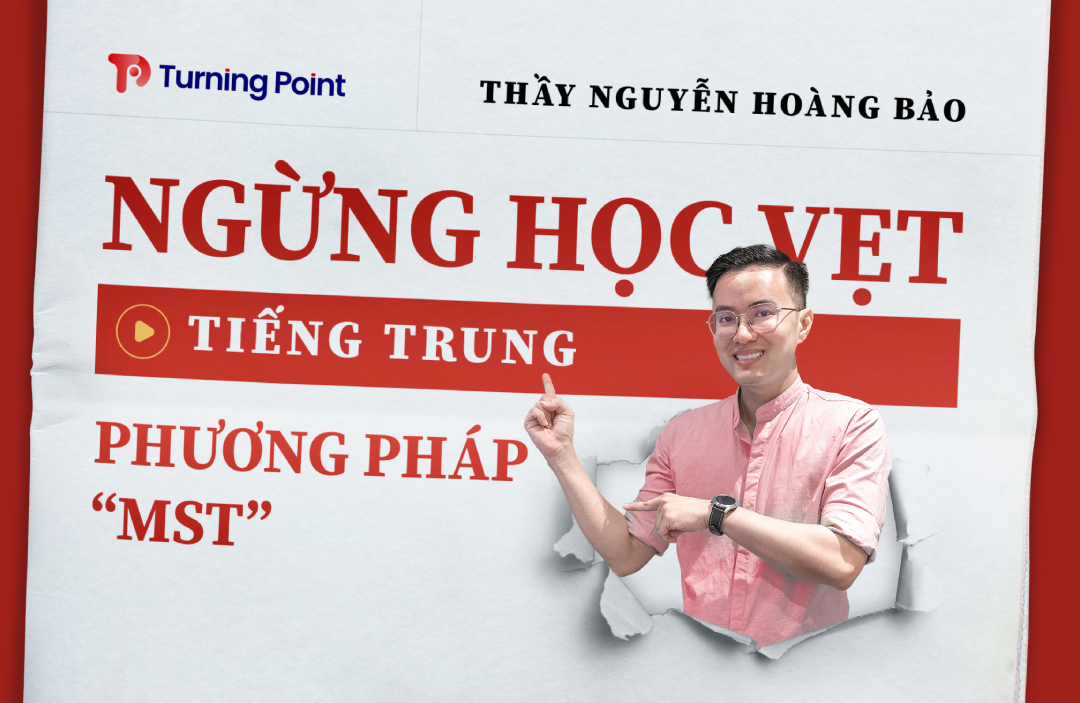 Turning Point
THẦY NGUYỄN HOÀNG BẢO
NGỪNG HỌC VẸT
TIẾNG TRUNG
PHƯƠNG PHÁP
“MST”